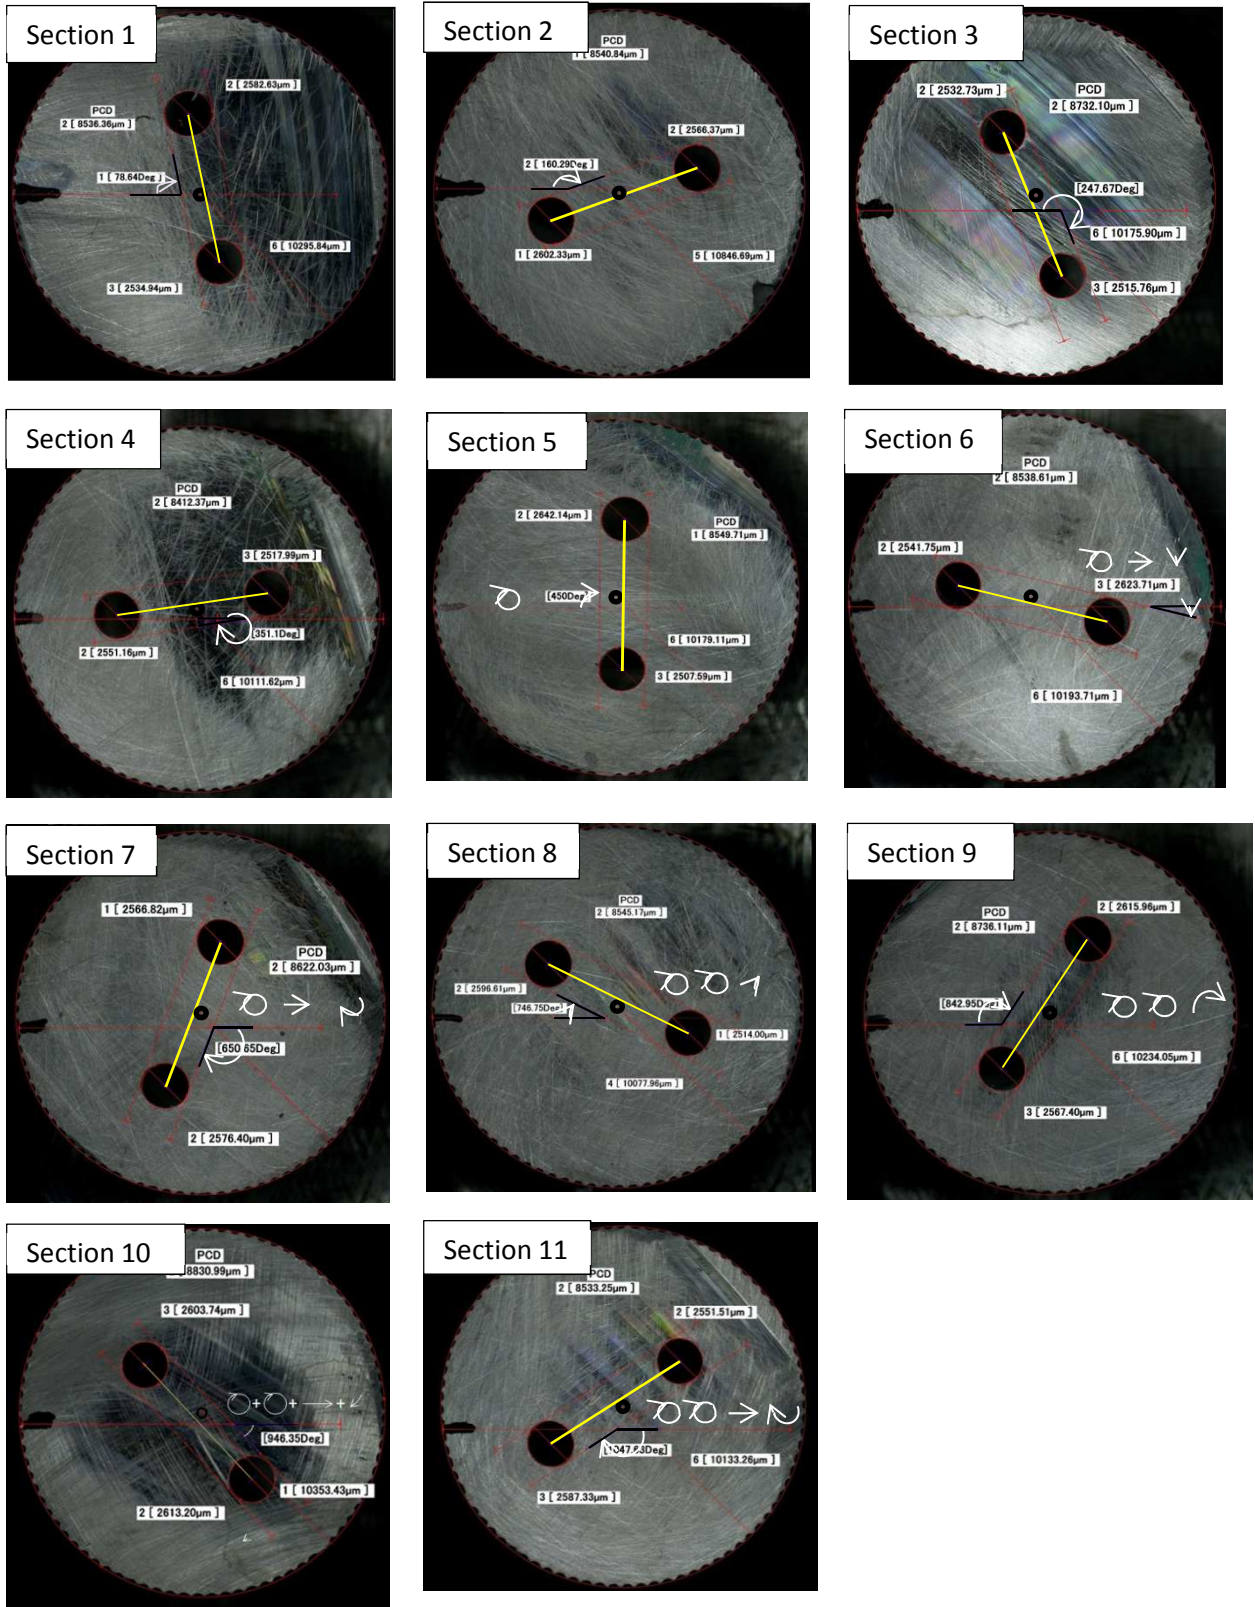 Section 1
2 [ 2582.63µm ]
PCD
2 [ 8536.36µm ]
1 [ 78.64Deg ]
6 [ 10295.84µm ]
3 [ 2534.94µm ]
Section 2
PCD
1 [ 8540.84µm ]
2 [ 2566.37µm ]
2 [ 160.29Deg ]
1 [ 2602.33µm ]
5 [ 10846.69µm ]
Section 3
2 [ 2532.73µm ]
PCD
2 [ 8732.10µm ]
[247.67Deg]
6 [ 10175.90µm ]
3 [ 2515.76µm ]
Section 4
PCD
2 [ 8412.37µm ]
3 [ 2517.99µm ]
[351.1Deg]
2 [ 2551.16µm ]
6 [ 10111.62µm ]
Section 5
2 [ 2642.14µm ]
PCD
1 [ 8549.71µm ]
[450Deg]
6 [ 10179.11µm ]
3 [ 2507.59µm ]
Section 6
PCD
2 [ 8538.61µm ]
2 [ 2541.75µm ]
3 [ 2623.71µm ]
6 [ 10193.71µm ]
Section 7
1 [ 2566.82µm ]
PCD
2 [ 8622.03µm ]
[650.65Deg]
2 [ 2576.40µm ]
Section 8
PCD
2 [ 8545.17µm ]
2 [ 2596.61µm ]
[746.75Deg]
1 [ 2514.00µm ]
4 [ 10077.96µm ]
Section 9
2 [ 2615.96µm ]
PCD
2 [ 8736.11µm ]
[842.95Deg]
6 [ 10234.05µm ]
3 [ 2567.40µm ]
Section 10
PCD
8830.99µm ]
3 [ 2603.74µm ]
[946.35Deg]
1 [ 10353.43µm ]
2 [ 2613.20µm ]
Section 11
PCD
2 [ 8533.25µm ]
2 [ 2551.51µm ]
[1047.63Deg]
6 [ 10133.26µm ]
3 [ 2587.33µm ]